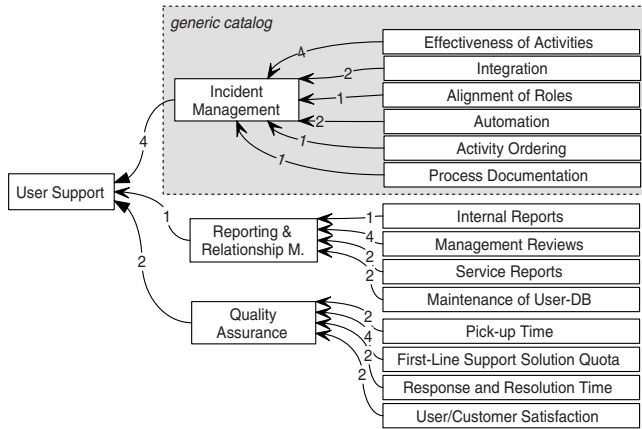 generic catalog
4
Effectiveness of Activities
2
Integration
Incident
Management
1
Alignment of Roles
2
Automation
1
Activity Ordering
1
Process Documentation
4
User Support
1
2
Reporting &
Relationship M.
1
Internal Reports
4
Management Reviews
2
Service Reports
2
Maintenance of User-DB
Quality
Assurance
2
Pick-up Time
4
First-Line Support Solution Quota
2
Response and Resolution Time
2
User/Customer Satisfaction